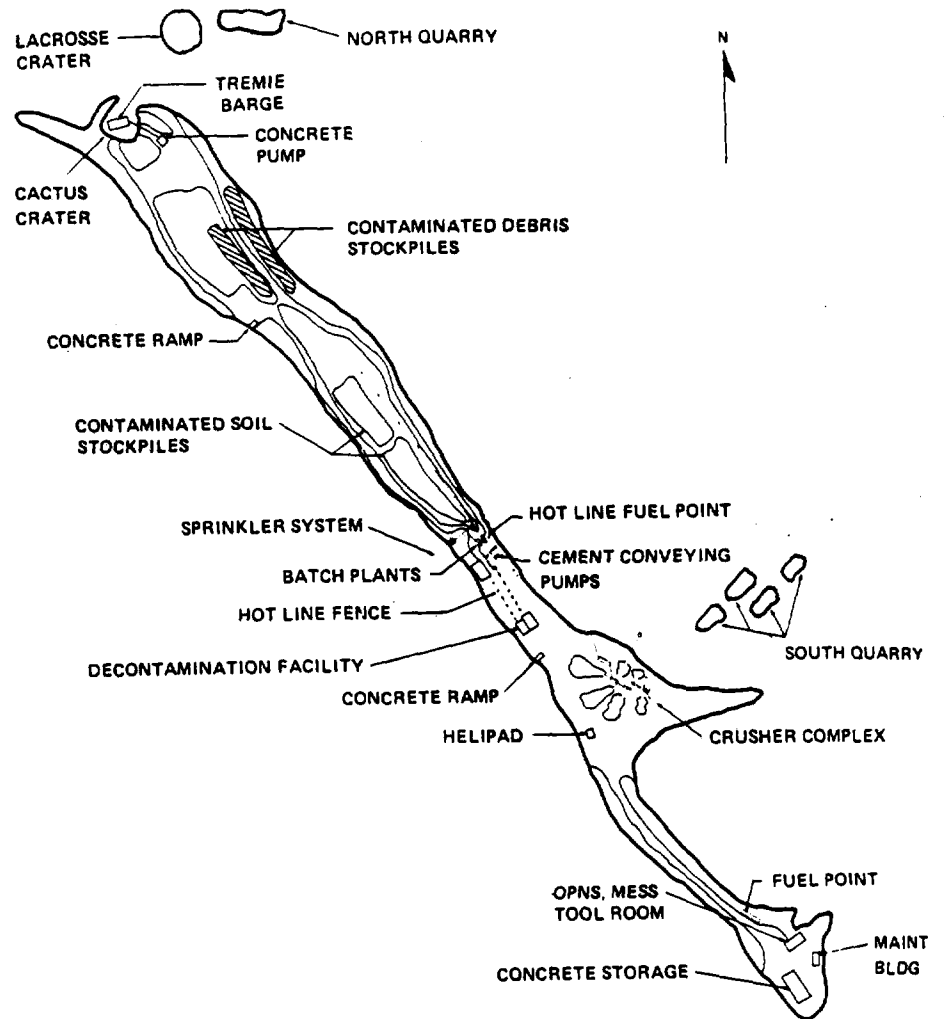 LACROSSE
CRATER
NORTH QUARRY
N
TREMIE
BARGE
CONCRETE
PUMP
CACTUS
CRATER
CONTAMINATED DEBRIS
STOCKPILES
CONCRETE RAMP
CONTAMINATED SOIL
STOCKPILES
HOT LINE FUEL POINT
SPRINKLER SYSTEM
CEMENT CONVEYING
PUMPS
BATCH PLANTS
HOT LINE FENCE
SOUTH QUARRY
DECONTAMINATION FACILITY
CONCRETE RAMP
HELIPAD
CRUSHER COMPLEX
FUEL POINT
OPNS, MESS
TOOL ROOM
MAINT
BLDG
CONCRETE STORAGE